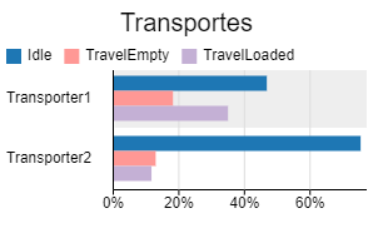 Transportes
Idle TravelEmpty TravelLoaded
Transporter1
Transporter2
0% 20% 40% 60%